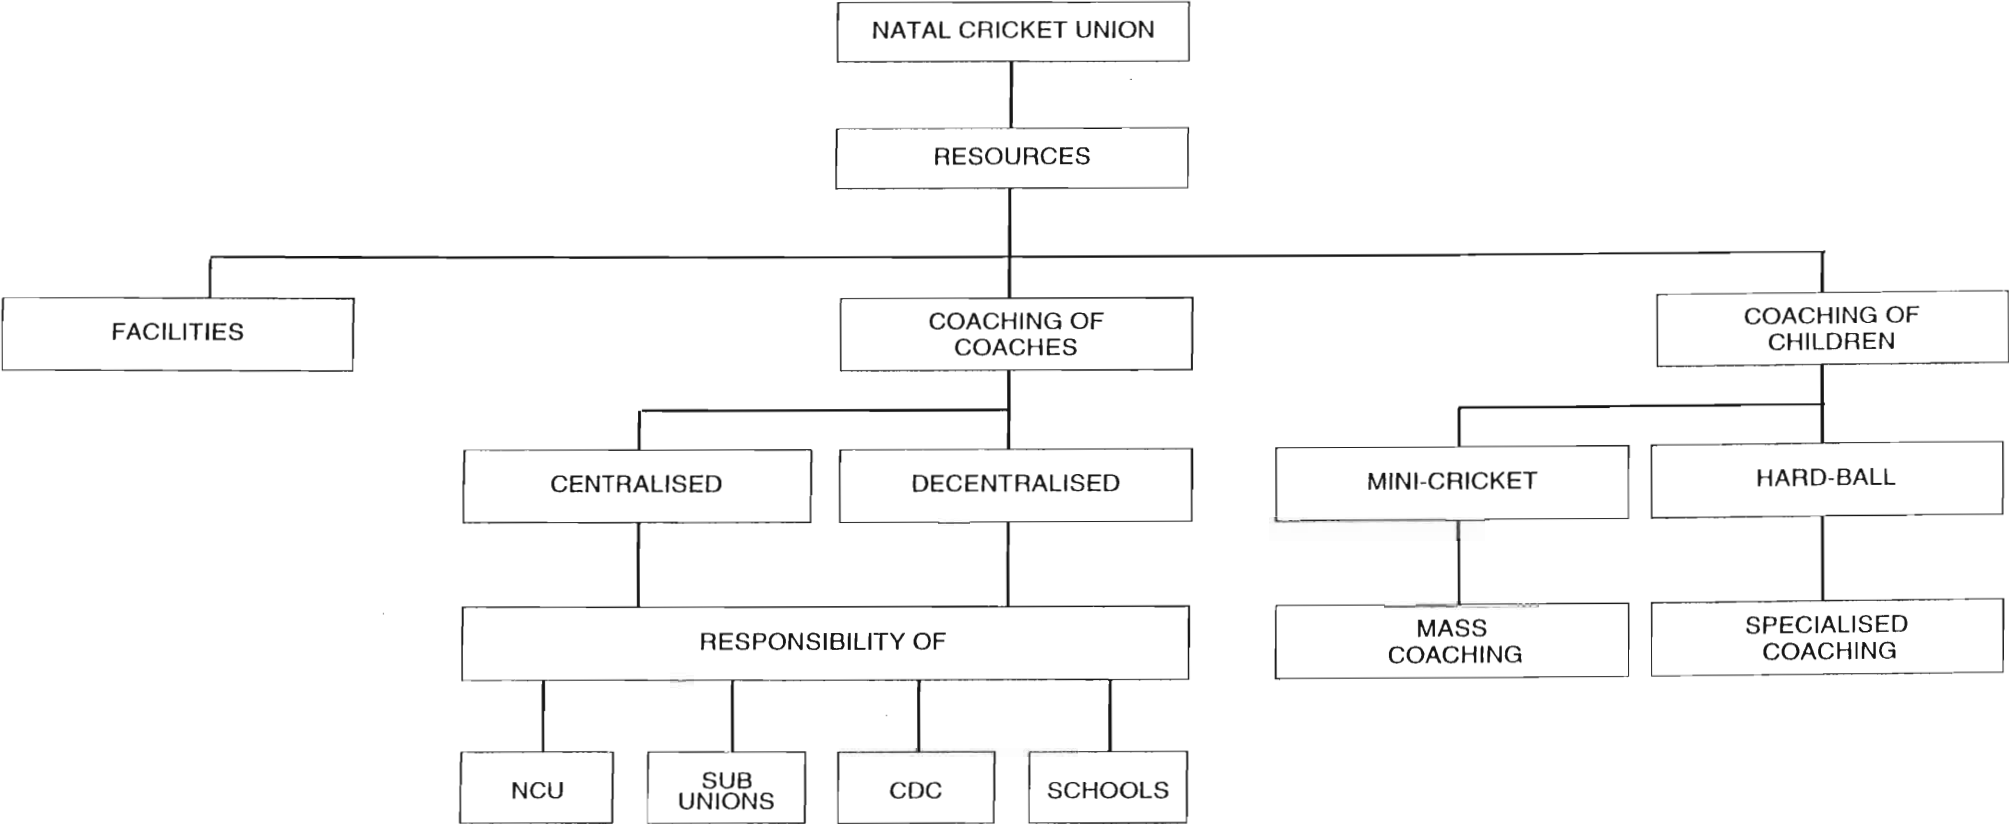 NATAL CRICKET UNION
RESOURCES
FACILITIES
COACHING OF
COACHES
COACHING OF
CHILDREN
CENTRALISED
DECENTRALISED
MINI-CRICKET
HARD-BALL
RESPONSIBILITY OF
MASS
COACHING
SPECIALISED
COACHING
NCU
SUB
UNIONS
CDC
SCHOOLS